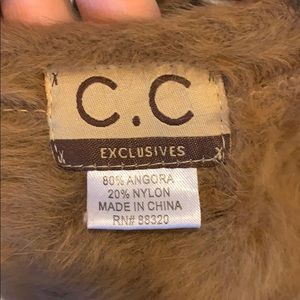 C.C
EXCLUSIVES
80% ANGORA
20% NYLON
MADE IN CHINA
RN# 88320